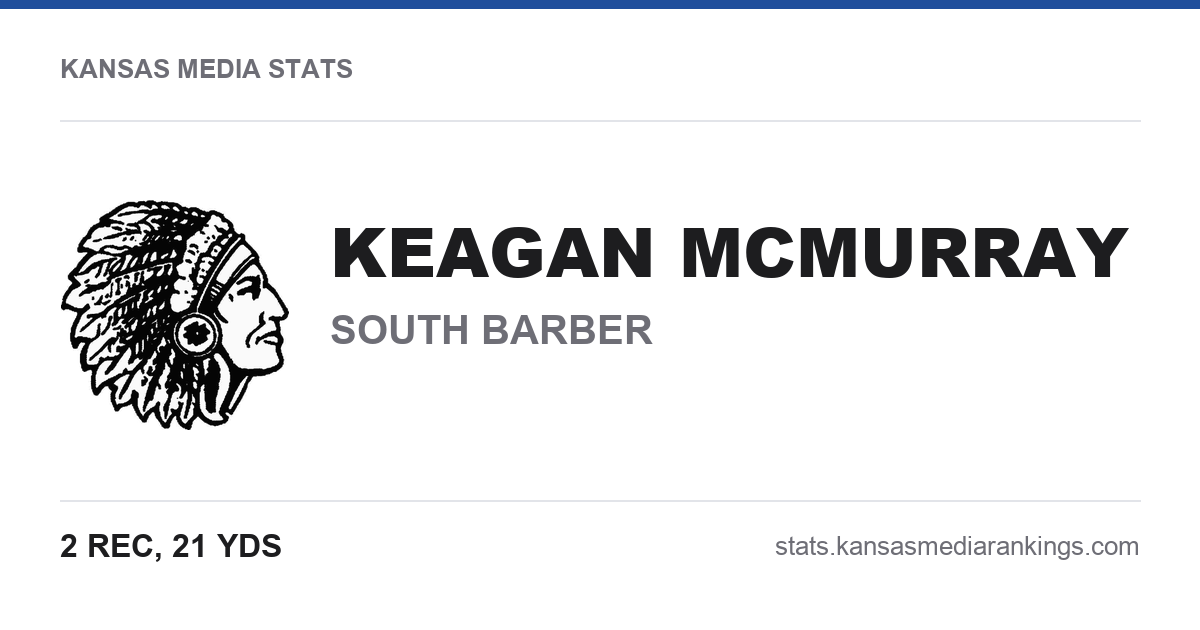 KANSAS MEDIA STATS
KEAGAN MCMURRAY
SOUTH BARBER
2 REC, 21 YDS
stats.kansasmediarankings.com